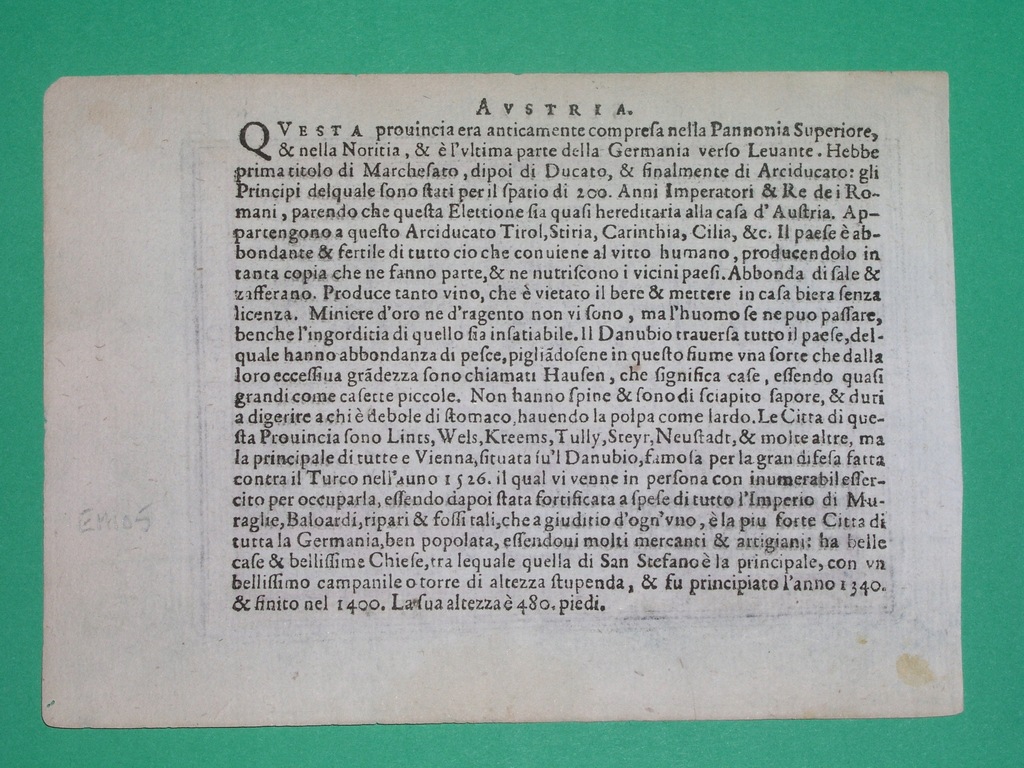 AVSTRIA.
QVESTA prouincia era anticamente compresa nella Pannonia Superiore,
& nella Noritia, & è l'vltima parte della Germania verso Leuante. Hebbe
prima titolo di Marchesato, dipoi di Ducato, & finalmente di Arciducato: gli
Principi delquale sono stati per il spatio di 200. Anni Imperatori & Re de i Ro-
mani, parendo che questa Elettione sia quasi hereditaria alla casa d'Austria. Ap-
partengono a questo Arciducato Tirol, Stiria, Carinthia, Cilia, &c. Il paese è ab-
bondante & fertile di tutto cio che conuiene al vitto humano, producendolo in
tanta copia che ne fanno parte, & ne nutriscono i vicini paesi. Abbonda di sale &
zafferano. Produce tanto vino, che è vietato il bere & mettere in casa biera senza
licenza. Miniere d'oro ne d'ragento non vi sono, ma l'huomo se ne puo passare,
benche l'ingorditia di quello sia insatiabile. Il Danubio trauersa tutto il paese, del-
quale hanno abbondanza di pesce, pigliãdosene in questo fiume vna sorte che dalla
loro eccessiua grãdezza sono chiamati Hausen, che significa case, essendo quasi
grandi come casette piccole. Non hanno spine & sono di sciapito sapore, & duri
a digerire a chi è debole di stomaco, hauendo la polpa come lardo. Le Citta di que-
sta Prouincia sono Lints, Wels, Kreems, Tully, Steyr, Neustadt, & molte altre, ma
la principale di tutte e Vienna, situata su'l Danubio, famosa per la gran difesa fatta
contra il Turco nell'auno 1526. il qual vi venne in persona con inumerabil esser-
cito per occuparla, essendo dapoi stata fortificata a spese di tutto l'Imperio di Mu-
raglie, Baloardi, ripari & fossi tali, che a giuditio d'ogn'vno, è la piu forte Citta di
tutta la Germania, ben popolata, essendoui molti mercanti & artigiani: ha belle
case & bellissime Chiese, tra lequale quella di San Stefano è la principale, con vn
bellissimo campanile o torre di altezza stupenda, & fu principiato l'anno 1340.
& finito nel 1400. La sua altezza è 480. piedi.